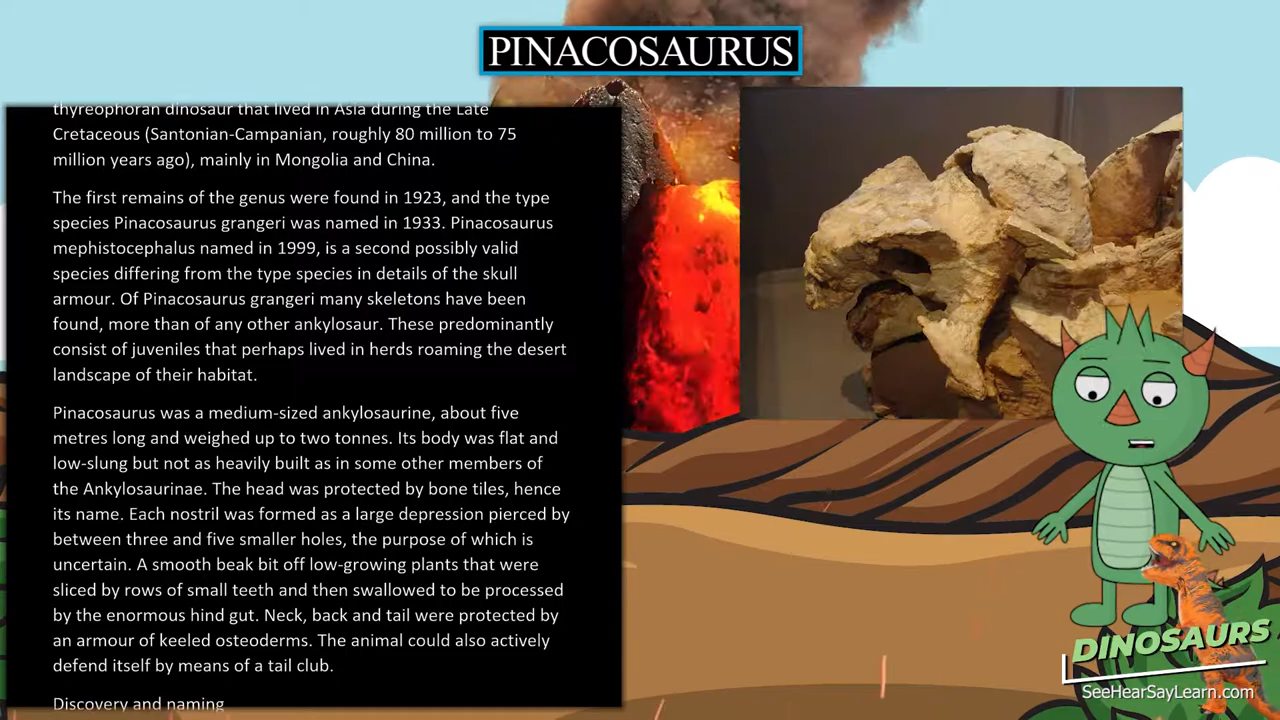 PINACOSAURUS
thyreophoran dinosaur that lived in Asia during the Late
Cretaceous (Santonian-Campanian, roughly 80 million to 75
million years ago), mainly in Mongolia and China.
The first remains of the genus were found in 1923, and the type
species Pinacosaurus grangeri was named in 1933. Pinacosaurus
mephistocephalus named in 1999, is a second possibly valid
species differing from the type species in details of the skull
armour. Of Pinacosaurus grangeri many skeletons have been
found, more than of any other ankylosaur. These predominantly
consist of juveniles that perhaps lived in herds roaming the desert
landscape of their habitat.
Pinacosaurus was a medium-sized ankylosaurine, about five
metres long and weighed up to two tonnes. Its body was flat and
low-slung but not as heavily built as in some other members of
the Ankylosaurinae. The head was protected by bone tiles, hence
its name. Each nostril was formed as a large depression pierced by
between three and five smaller holes, the purpose of which is
uncertain. A smooth beak bit off low-growing plants that were
sliced by rows of small teeth and then swallowed to be processed
by the enormous hind gut. Neck, back and tail were protected by
an armour of keeled osteoderms. The animal could also actively
defend itself by means of a tail club.
Discovery and naming
DINOSAURS
SeeHearSayLearn.com